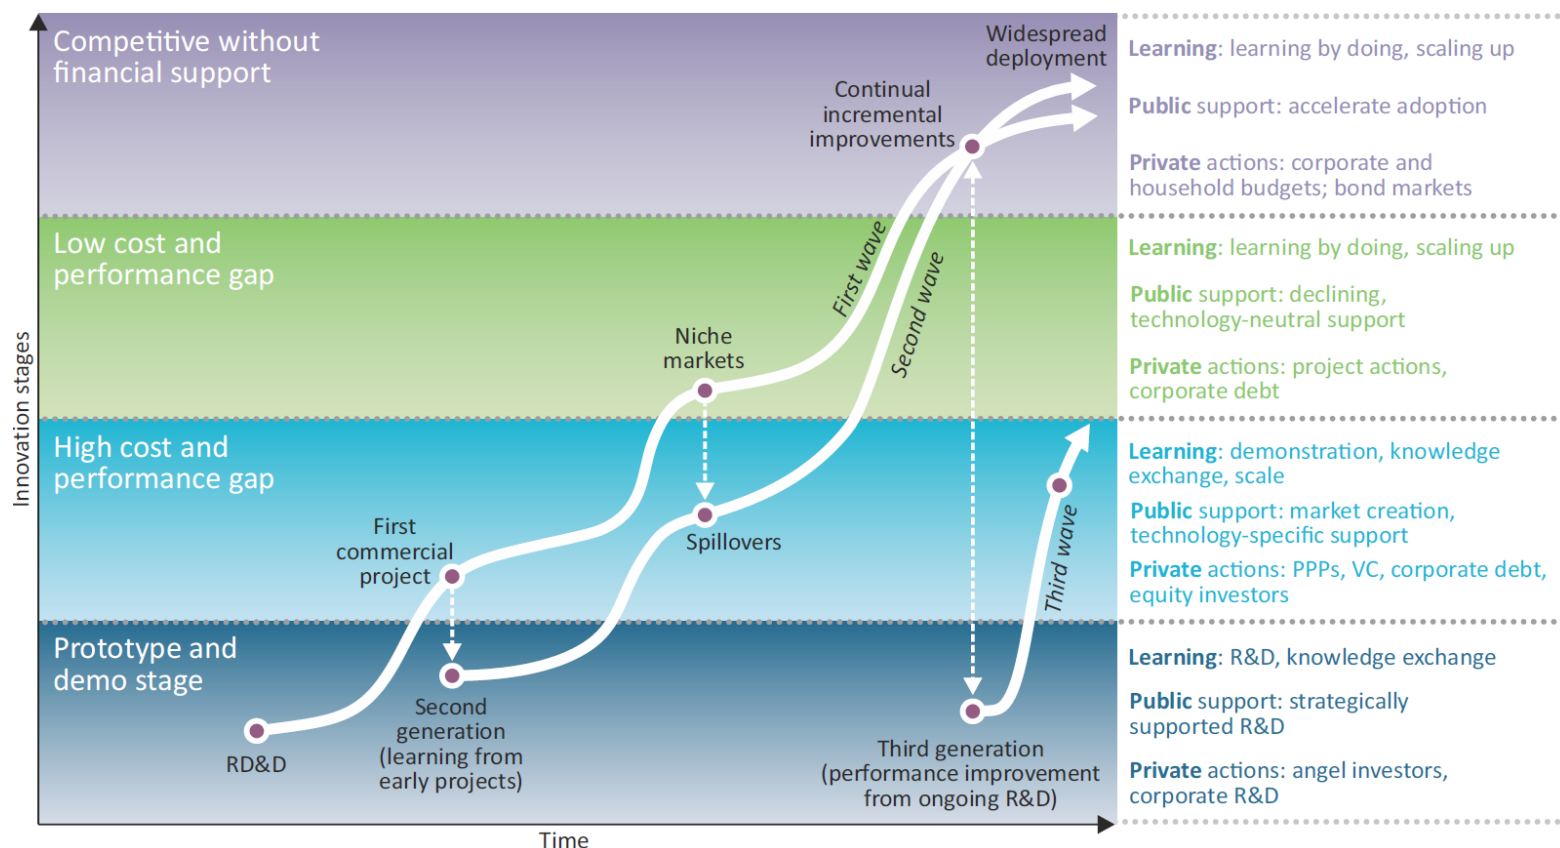 Competitive without
financial support
Widespread
deployment
Continual
incremental
improvements
Learning: learning by doing, scaling up
Public support: accelerate adoption
Private actions: corporate and
household budgets; bond markets
Low cost and
performance gap
First wave
Second wave
Niche
markets
Learning: learning by doing, scaling up
Public support: declining,
technology-neutral support
Private actions: project actions,
corporate debt
Innovation stages
High cost and
performance gap
First
commercial
project
Spillovers
Third wave
Learning: demonstration, knowledge
exchange, scale
Public support: market creation,
technology-specific support
Private actions: PPPs, VC, corporate debt,
equity investors
Prototype and
demo stage
RD&D
Second
generation
(learning from
early projects)
Third generation
(performance improvement
from ongoing R&D)
Learning: R&D, knowledge exchange
Public support: strategically
supported R&D
Private actions: angel investors,
corporate R&D
Time